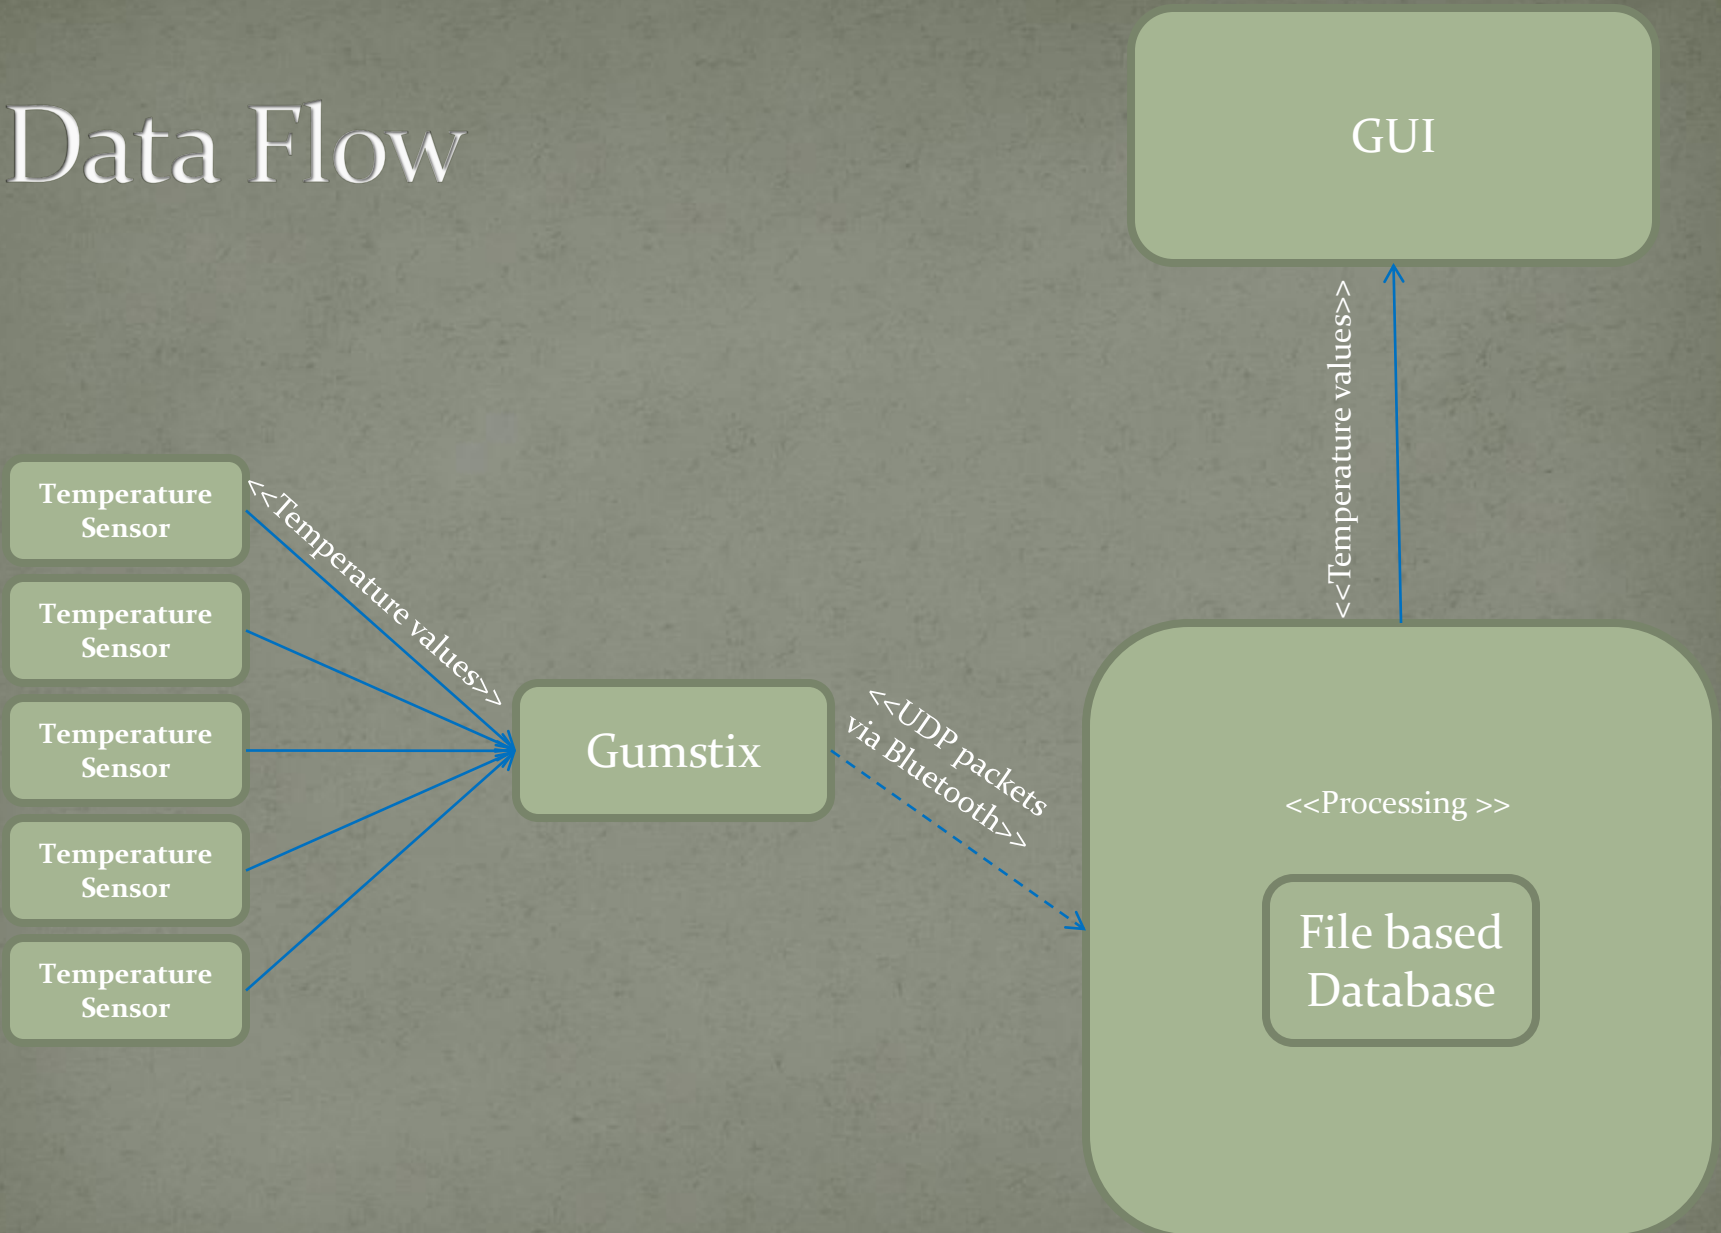 Data Flow
GUI
<<Temperature values>>
Temperature
Sensor
Temperature
Sensor
Temperature
Sensor
Temperature
Sensor
Temperature
Sensor
<<Temperature values>>
Gumstix
<<UDP packets
via Bluetooth>>
<<Processing >>
File based
Database